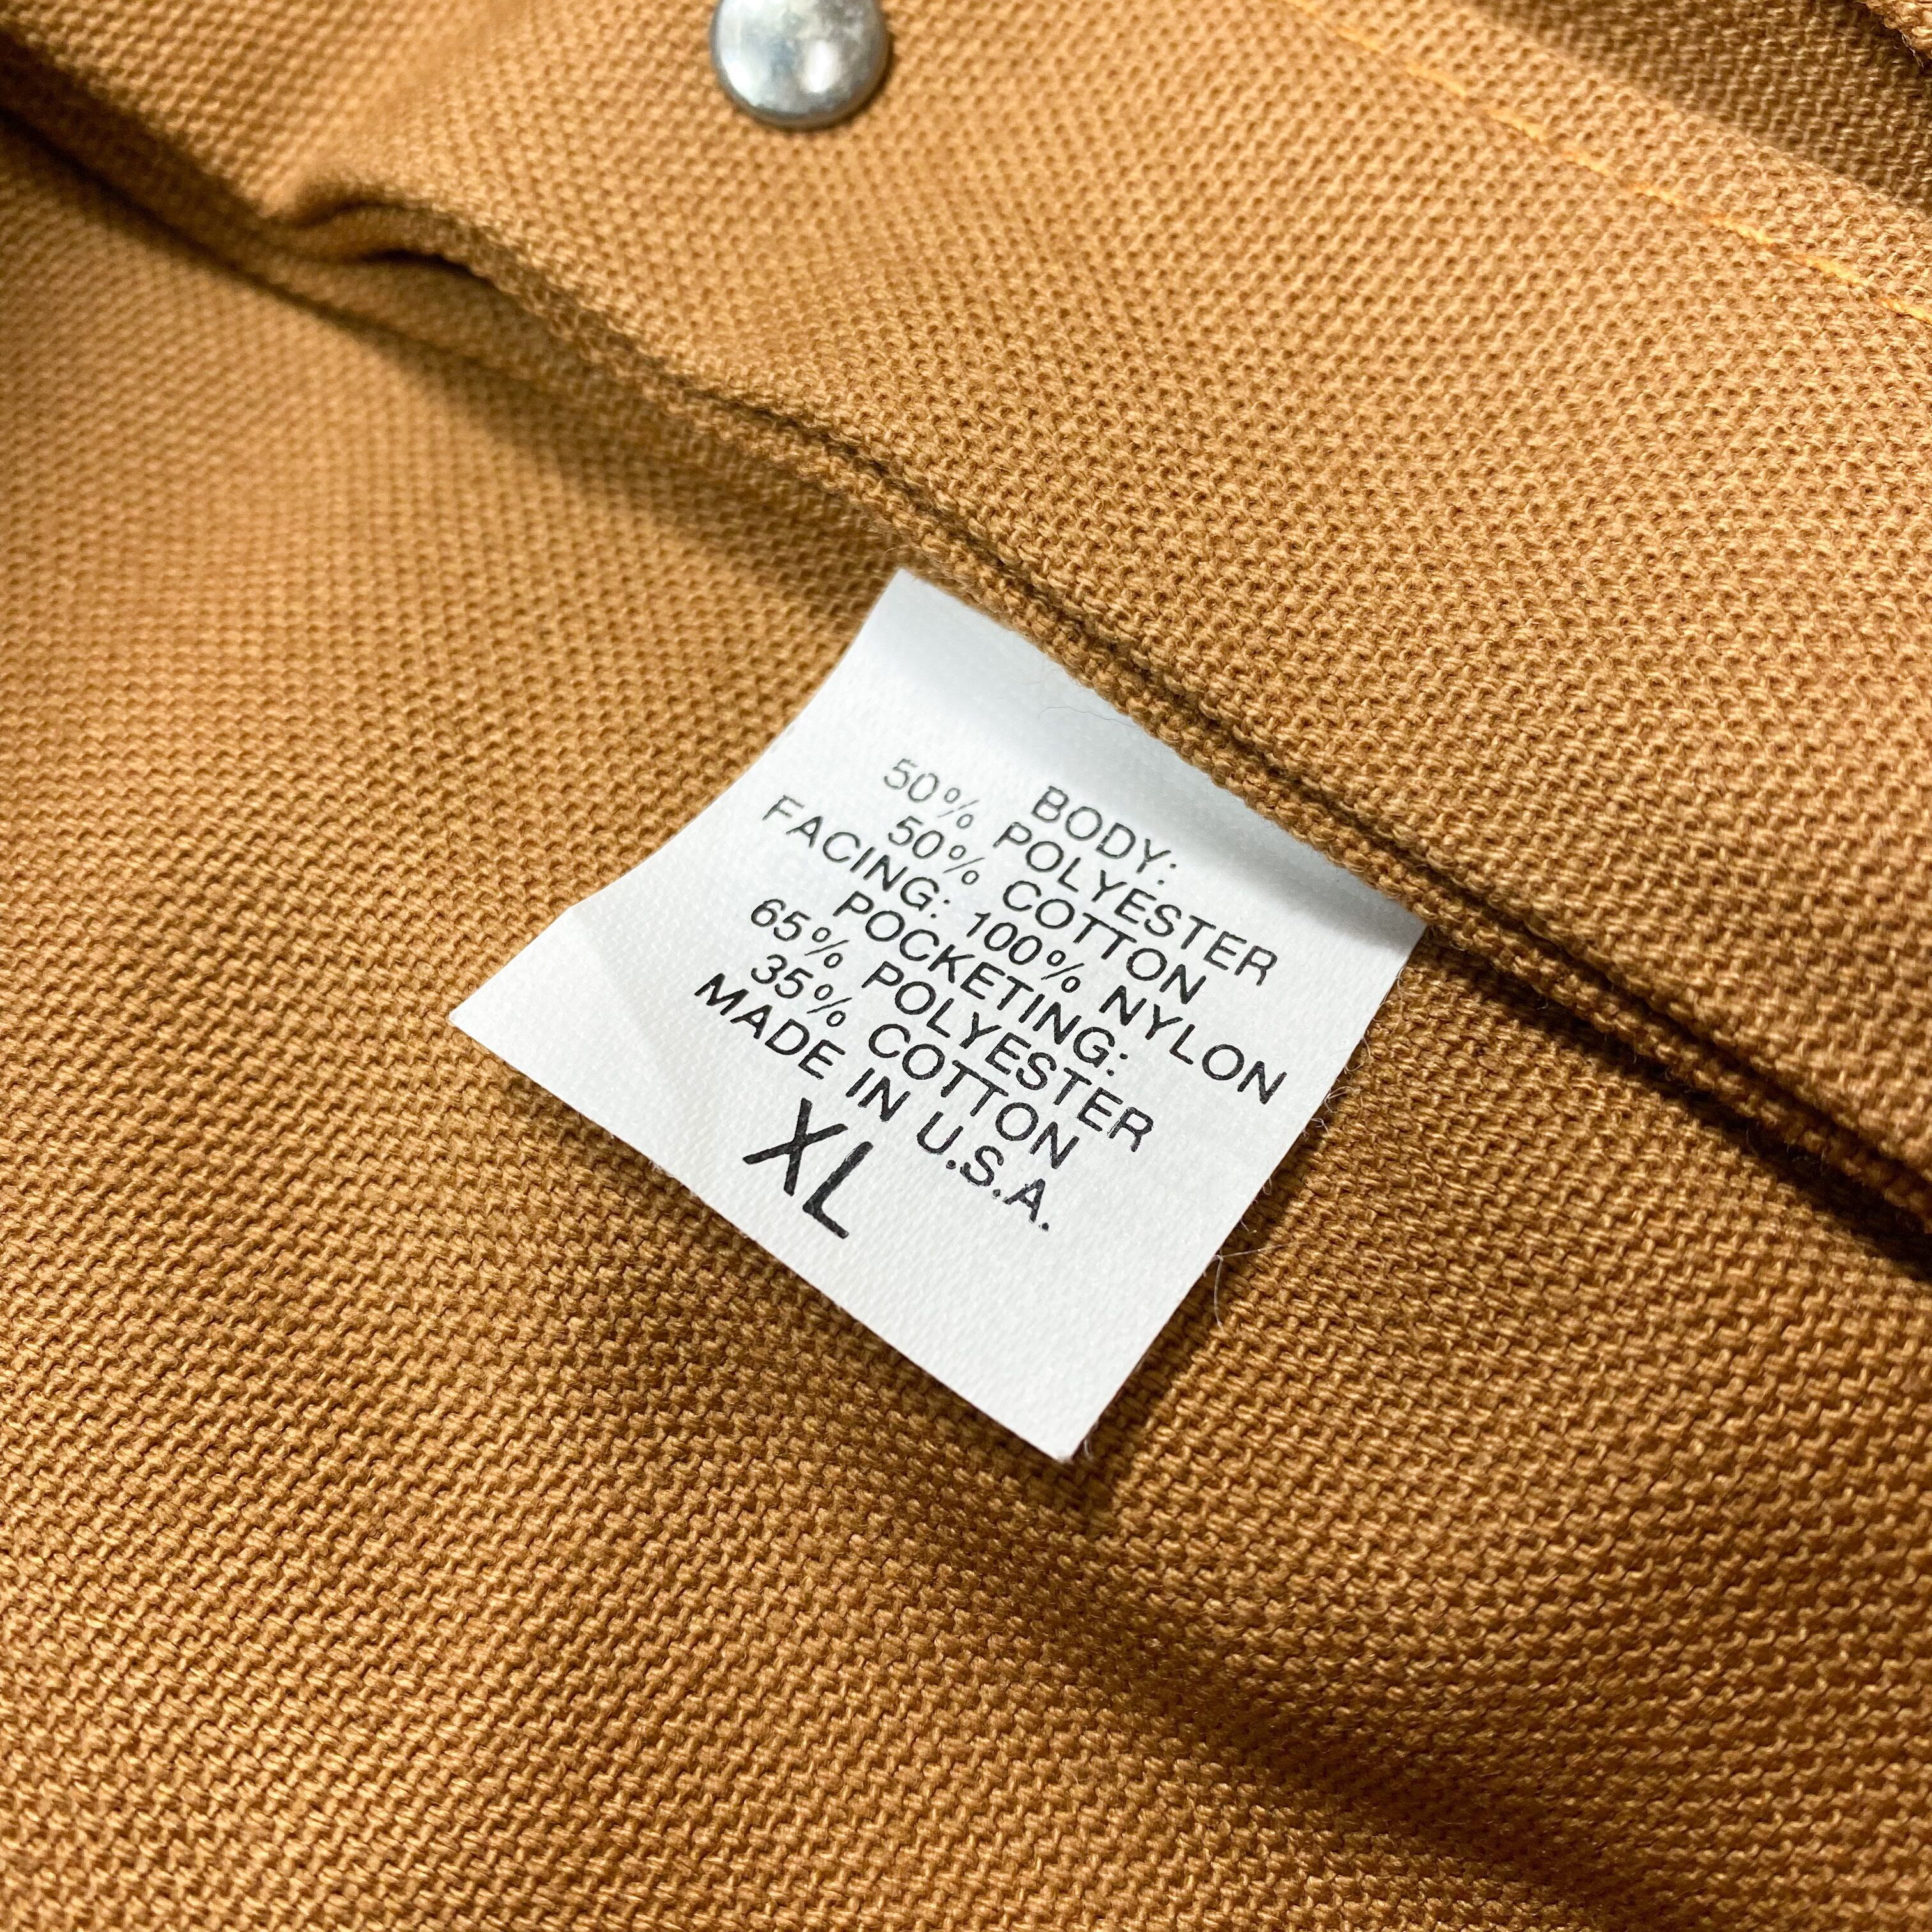 BODY:
50% POLYESTER
50% COTTON
FACING: 100% NYLON
POCKETING:
65% POLYESTER
35% COTTON
MADE IN U.S.A.
XL